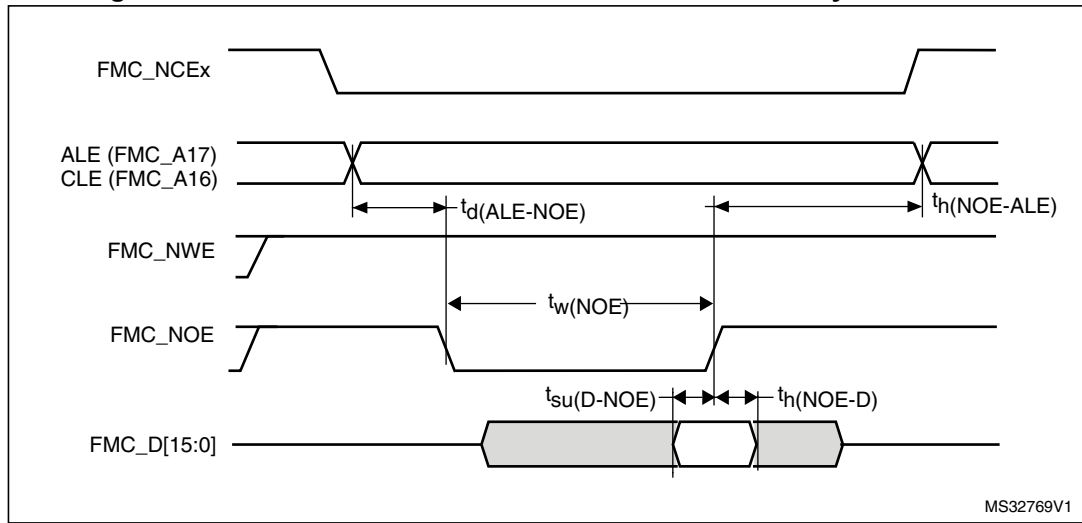 FMC_NCEx
ALE (FMC_A17)
CLE (FMC_A16)
td(ALE-NOE)
th(NOE-ALE)
FMC_NWE
tw(NOE)
FMC_NOE
tsu(D-NOE)
th(NOE-D)
FMC_D[15:0]
MS32769V1